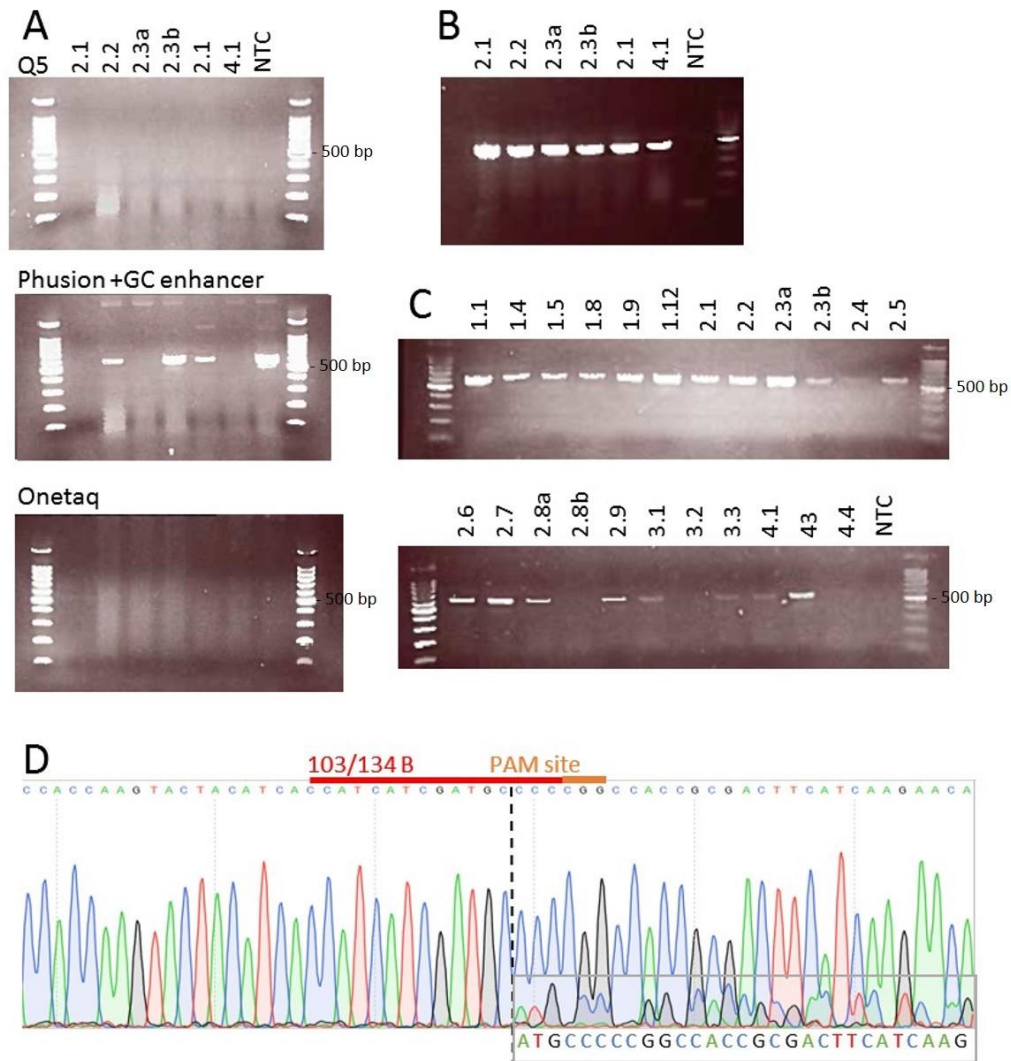 A
Q5
2.1 2.2 2.3a 2.3b 2.1 4.1 NTC
- 500 bp
Phusion +GC enhancer
- 500 bp
Onetaq
- 500 bp
B
2.1 2.2 2.3a 2.3b 2.1 4.1 NTC
C
1.1 1.4 1.5 1.8 1.9 1.12 2.1 2.2 2.3a 2.3b 2.4 2.5
- 500 bp
2.6 2.7 2.8a 2.8b 2.9 3.1 3.2 3.3 4.1 43 4.4 NTC
- 500 bp
D
103/134 B PAM site
CCACCAAGTACTACATCACCATCATCGATGCCCCCGGCCACCGCGACTTCATCAAGAACA
ATGCCCCCGGCCACCGCGACTTCATCAAG